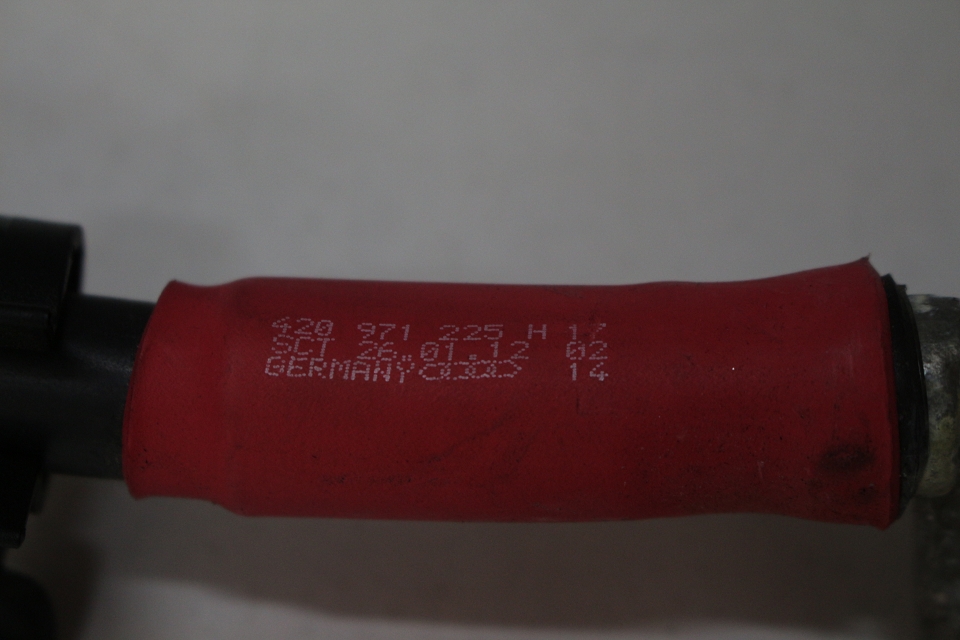 420 971 225 H 17
SCT 26.01.12 02
GERMANY 14